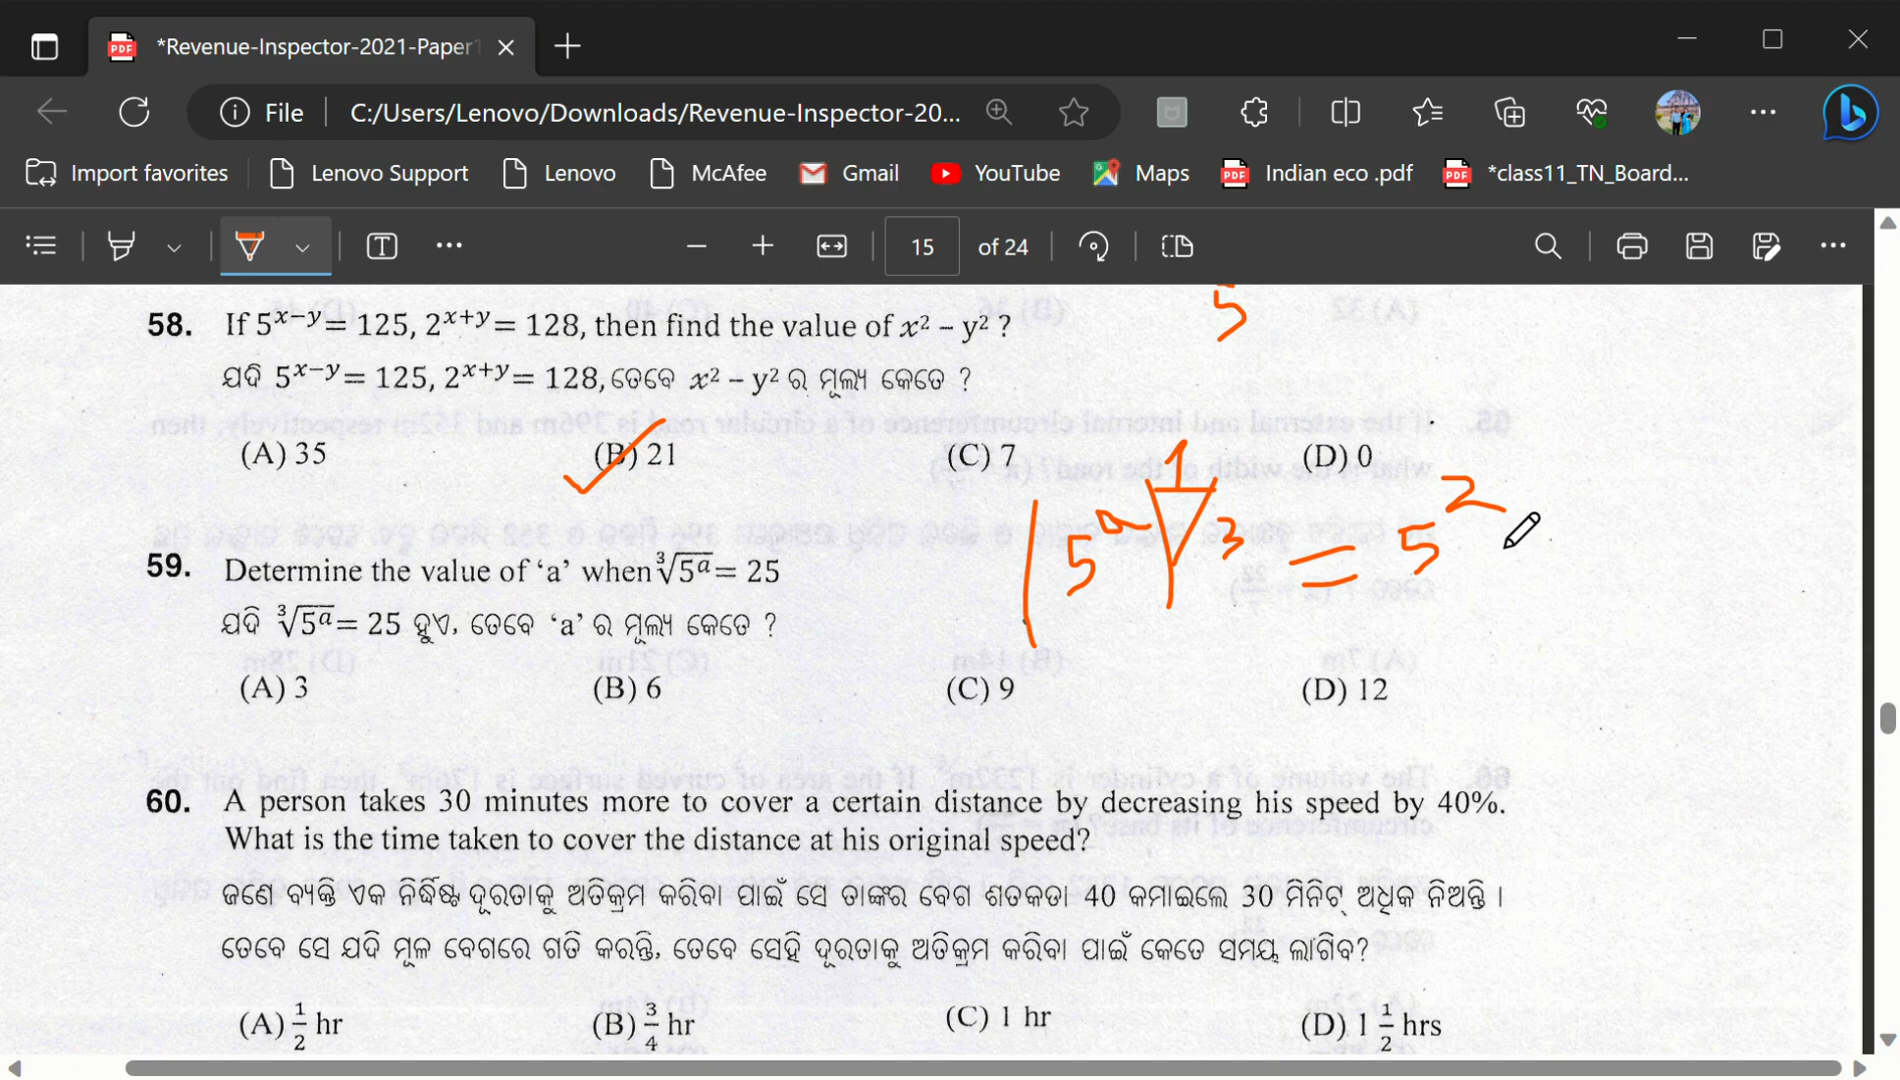 *Revenue-Inspector-2021-Paper1
File C:/Users/Lenovo/Downloads/Revenue-Inspector-20...
Import favorites Lenovo Support Lenovo McAfee Gmail YouTube Maps Indian eco .pdf *class11_TN_Board...
15 of 24
5
58. If 5^{x-y} = 125, 2^{x+y} = 128, then find the value of x² – y² ?
ଯଦି 5^{x-y} = 125, 2^{x+y} = 128, ତେବେ x² – y² ର ମୂଲ୍ୟ କେତେ ?
(A) 35 (B) 21 (C) 7 (D) 0
(5^a)^{1/3} = 5^2
59. Determine the value of ‘a’ when ∛5^a = 25
ଯଦି ∛5^a = 25 ହୁଏ, ତେବେ ‘a’ ର ମୂଲ୍ୟ କେତେ ?
(A) 3 (B) 6 (C) 9 (D) 12
60. A person takes 30 minutes more to cover a certain distance by decreasing his speed by 40%.
What is the time taken to cover the distance at his original speed?
ଜଣେ ବ୍ୟକ୍ତି ଏକ ନିର୍ଦ୍ଧିଷ୍ଟ ଦୂରତାକୁ ଅତିକ୍ରମ କରିବା ପାଇଁ ସେ ତାଙ୍କର ବେଗ ଶତକଡା 40 କମାଇଲେ 30 ମିନିଟ୍ ଅଧିକ ନିଅନ୍ତି ।
ତେବେ ସେ ଯଦି ମୂଳ ବେଗରେ ଗତି କରନ୍ତି, ତେବେ ସେହି ଦୂରତାକୁ ଅତିକ୍ରମ କରିବା ପାଇଁ କେତେ ସମୟ ଲାଗିବ?
(A) 1/2 hr (B) 3/4 hr (C) 1 hr (D) 1 1/2 hrs